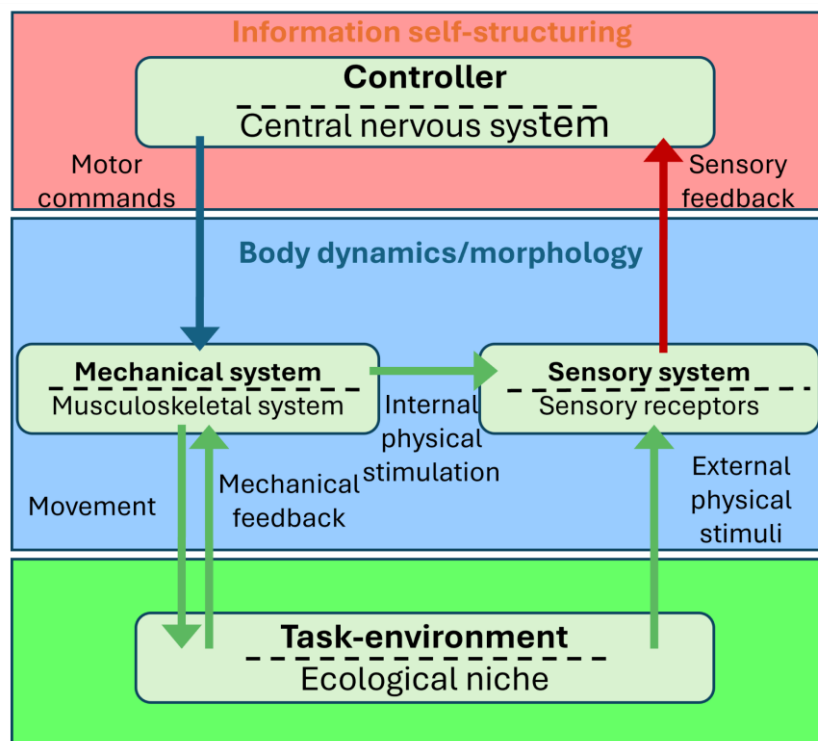 Information self-structuring
Controller
Central nervous system
Motor
commands
Sensory
feedback
Body dynamics/morphology
Mechanical system
Musculoskeletal system
Sensory system
Sensory receptors
Internal
physical
stimulation
Movement
Mechanical
feedback
External
physical
stimuli
Task-environment
Ecological niche